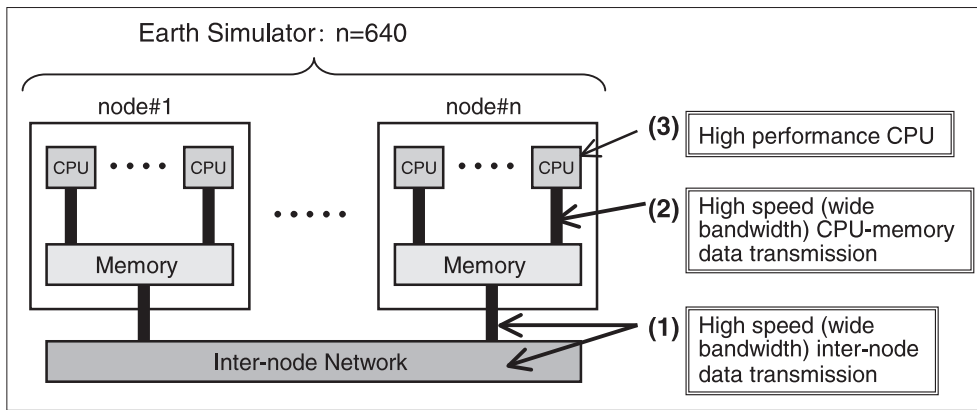 Earth Simulator: n=640
node#1
node#n
CPU
• • • •
CPU
CPU
• • • •
CPU
• • • • •
Memory
Memory
Inter-node Network
(3)
High performance CPU
(2)
High speed (wide
bandwidth) CPU-memory
data transmission
(1)
High speed (wide
bandwidth) inter-node
data transmission